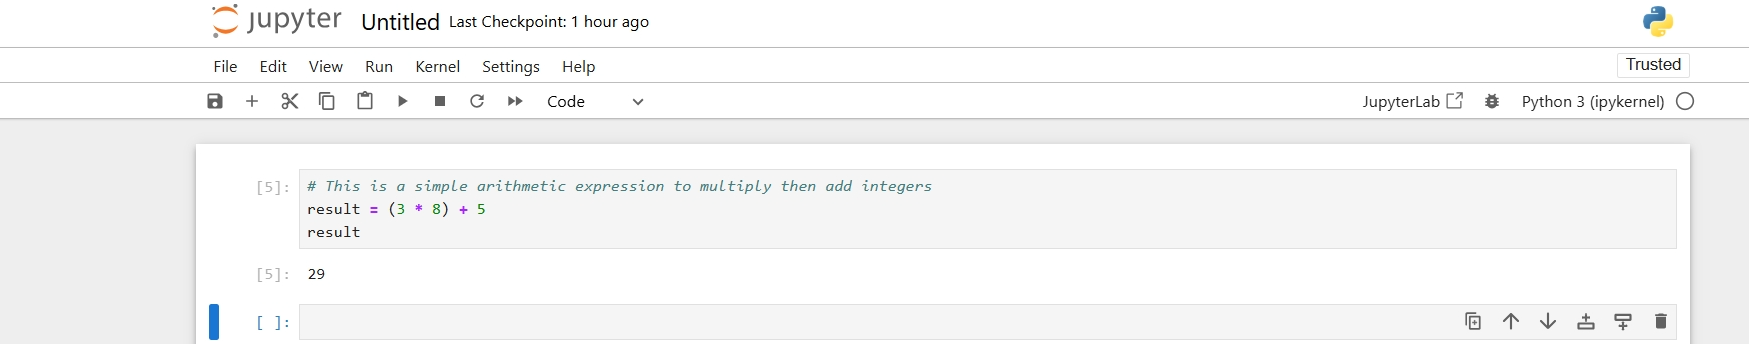 jupyter Untitled Last Checkpoint: 1 hour ago
File Edit View Run Kernel Settings Help Trusted
Code JupyterLab Python 3 (ipykernel)
[5]: # This is a simple arithmetic expression to multiply then add integers
result = (3 * 8) + 5
result
[5]: 29
[ ]: